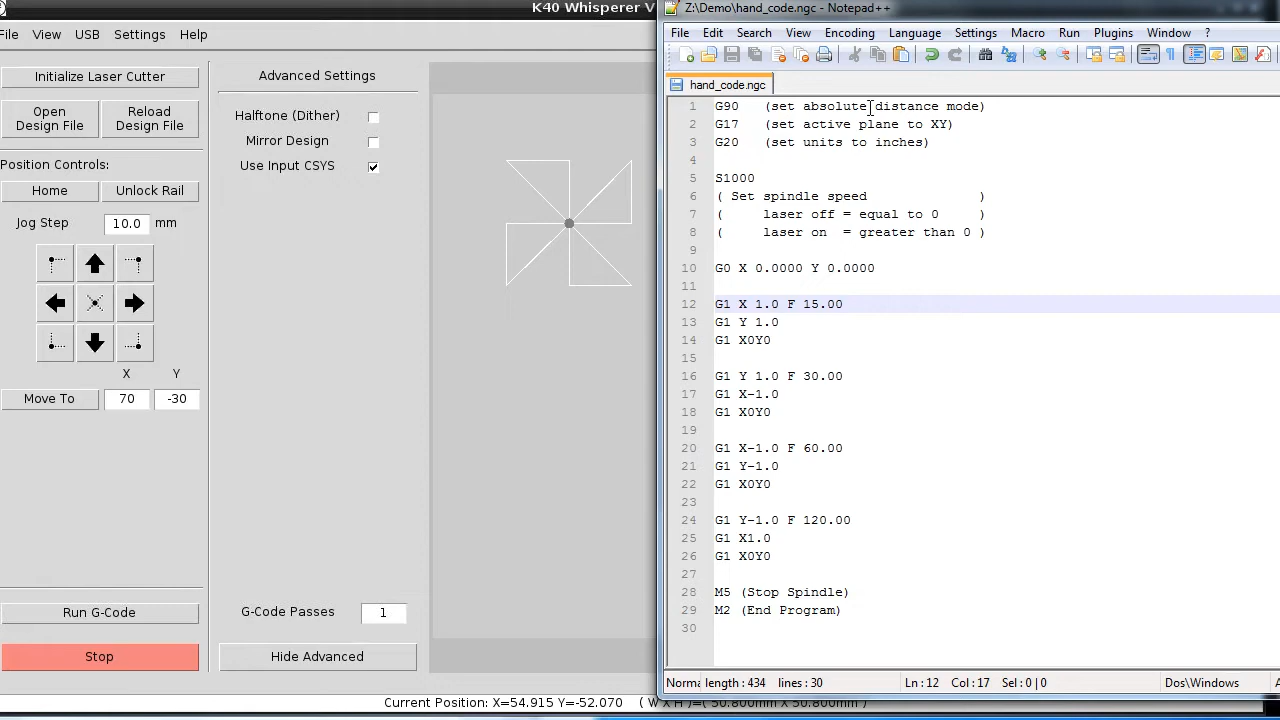 K40 Whisperer V
File View USB Settings Help
Initialize Laser Cutter
Open
Design File
Reload
Design File
Position Controls:
Home
Unlock Rail
Jog Step 10.0 mm
X Y
Move To 70 -30
Run G-Code
Stop
Advanced Settings
Halftone (Dither)
Mirror Design
Use Input CSYS
G-Code Passes 1
Hide Advanced
Current Position: X=54.915 Y=-52.070 ( W X H )=( 50.800mm X 50.800mm )
Z:\Demo\hand_code.ngc - Notepad++
File Edit Search View Encoding Language Settings Macro Run Plugins Window ?
hand_code.ngc
1 G90 (set absolute distance mode)
2 G17 (set active plane to XY)
3 G20 (set units to inches)
4
5 S1000
6 ( Set spindle speed )
7 ( laser off = equal to 0 )
8 ( laser on = greater than 0 )
9
10 G0 X 0.0000 Y 0.0000
11
12 G1 X 1.0 F 15.00
13 G1 Y 1.0
14 G1 X0Y0
15
16 G1 Y 1.0 F 30.00
17 G1 X-1.0
18 G1 X0Y0
19
20 G1 X-1.0 F 60.00
21 G1 Y-1.0
22 G1 X0Y0
23
24 G1 Y-1.0 F 120.00
25 G1 X1.0
26 G1 X0Y0
27
28 M5 (Stop Spindle)
29 M2 (End Program)
30
Norma length : 434 lines : 30 Ln : 12 Col : 17 Sel : 0 | 0 Dos\Windows